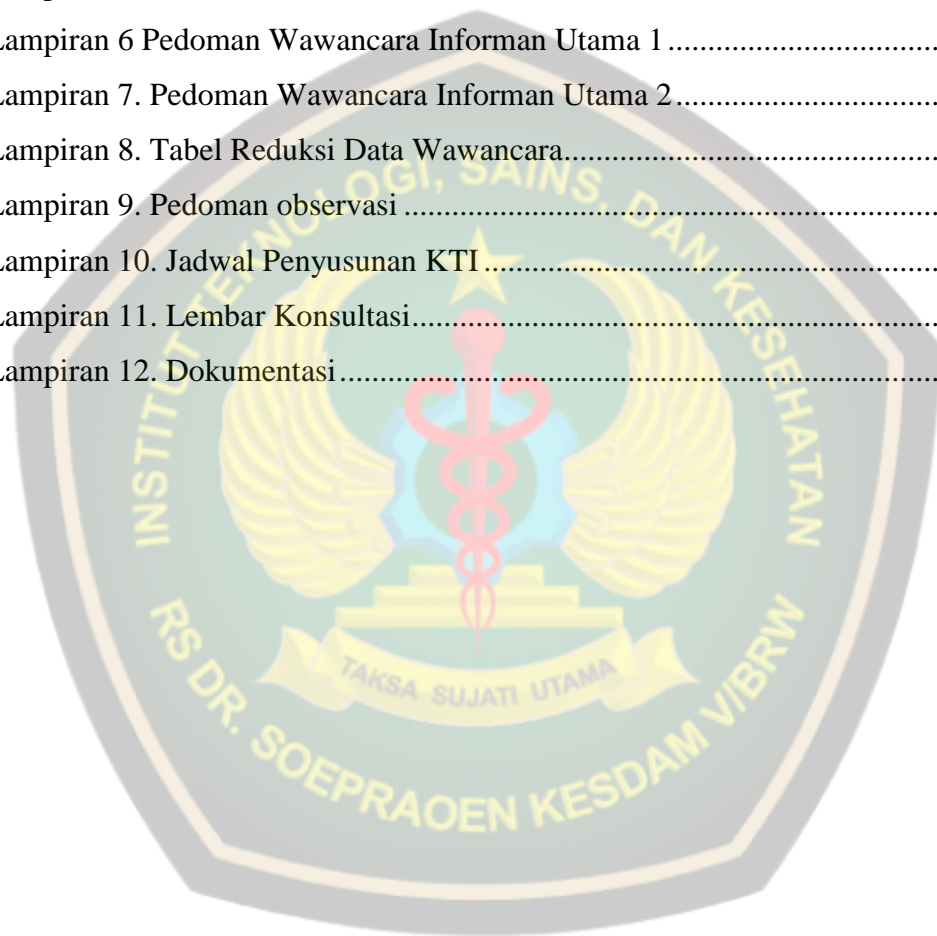 Lampiran 6 Pedoman Wawancara Informan Utama 1
Lampiran 7. Pedoman Wawancara Informan Utama 2
Lampiran 8. Tabel Reduksi Data Wawancara
Lampiran 9. Pedoman observasi
Lampiran 10. Jadwal Penyusunan KTI
Lampiran 11. Lembar Konsultasi
Lampiran 12. Dokumentasi
INSTITUT TEKNOLOGI, SAINS, DAN KESEHATAN
TAKSA SUJATI UTAMA
RS DR. SOEPRAOEN KESDAM V/BRW